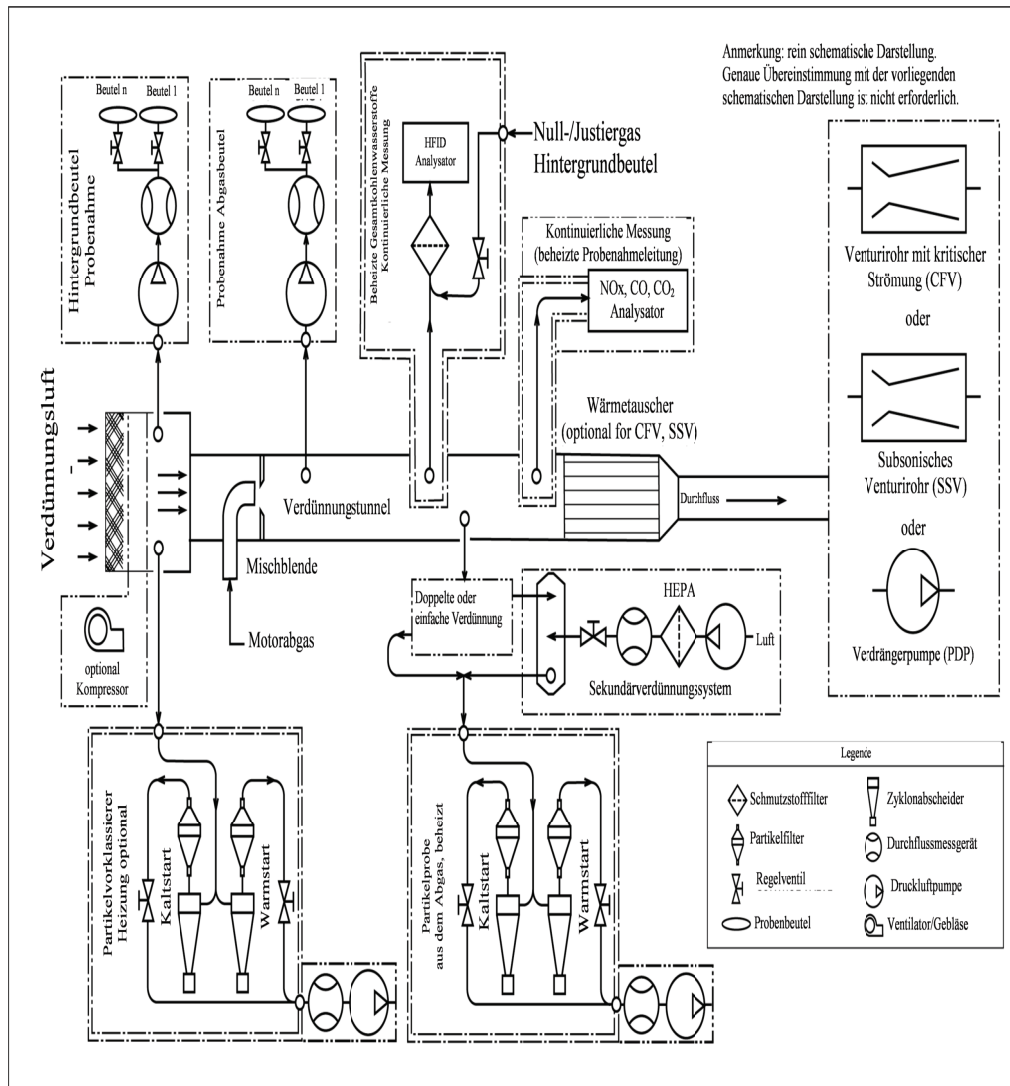 Anmerkung: rein schematische Darstellung.
Genaue Übereinstimmung mit der vorliegenden
schematischen Darstellung is: nicht erforderlich.
Beutel n
Beutel 1
Hintergrundbeutel
Probenahme
Beutel n
Beutel 1
Probenahme Abgasbeutel
Beheizte Gesamtkohlenwasserstoffe
Kontinuierliche Messung
HFID
Analysator
Null-/Justiergas
Hintergrundbeutel
Kontinuierliche Messung
(beheizte Probenahmeleitung)
NOx, CO, CO₂
Analysator
Venturirohr mit kritischer
Strömung (CFV)
oder
Subsonisches
Venturirohr (SSV)
oder
Verdrängerpumpe (PDP)
Verdünnungsluft
Wärmetauscher
(optional for CFV, SSV)
Verdünnungstunnel
Durchfluss
Mischblende
Motorabgas
optional
Kompressor
Doppelte oder
einfache Verdünnung
HEPA
Luft
Sekundärverdünnungssystem
Partikelvorklassierer
Heizung optional
Kaltstart
Warmstart
Partikelprobe
aus dem Abgas, beheizt
Kaltstart
Warmstart
Legence
Schmutzstofffilter
Zyklonabscheider
Partikelfilter
Durchflussmessgerät
Regelventil
Druckluftpumpe
Probenbeutel
Ventilator/Gebläse